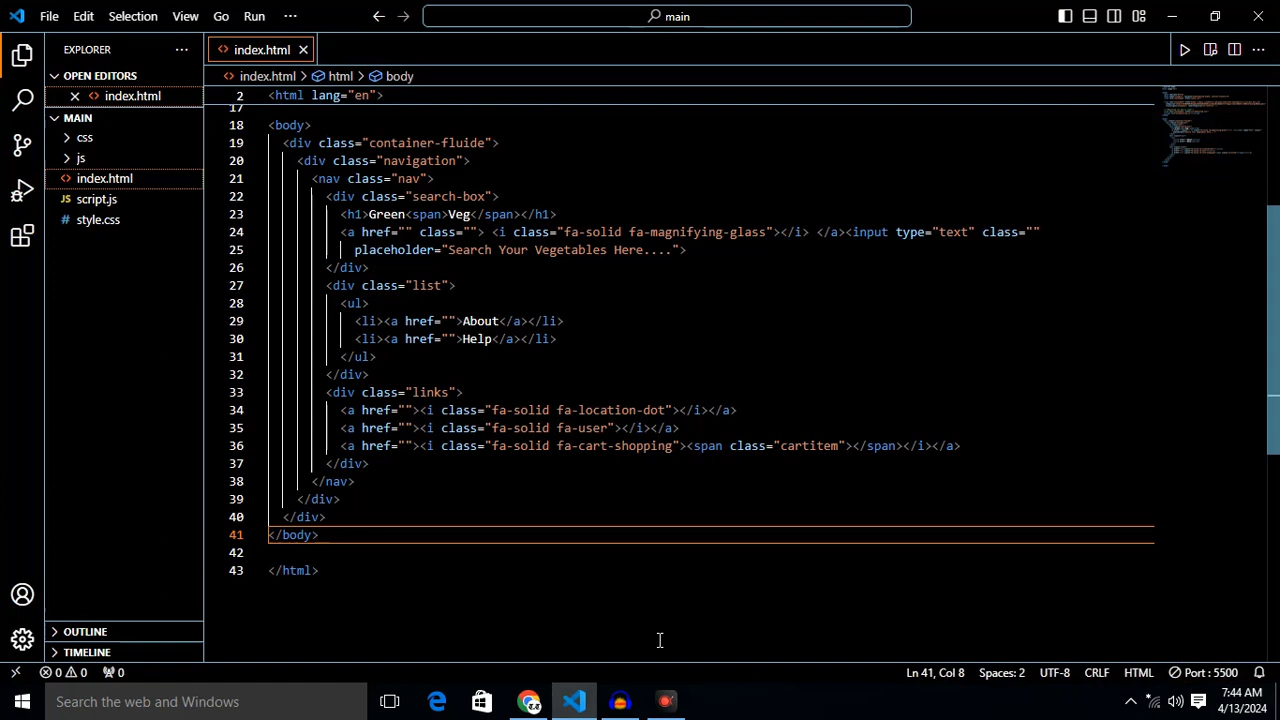 File Edit Selection View Go Run ··· main
EXPLORER ···
index.html
OPEN EDITORS
index.html
index.html > html > body
MAIN
css
js
index.html
script.js
style.css
2 <html lang="en">
17
18 <body>
19 <div class="container-fluide">
20 <div class="navigation">
21 <nav class="nav">
22 <div class="search-box">
23 <h1>Green<span>Veg</span></h1>
24 <a href="" class=""> <i class="fa-solid fa-magnifying-glass"></i> </a><input type="text" class=""
25 placeholder="Search Your Vegetables Here....">
26 </div>
27 <div class="list">
28 <ul>
29 <li><a href="">About</a></li>
30 <li><a href="">Help</a></li>
31 </ul>
32 </div>
33 <div class="links">
34 <a href=""><i class="fa-solid fa-location-dot"></i></a>
35 <a href=""><i class="fa-solid fa-user"></i></a>
36 <a href=""><i class="fa-solid fa-cart-shopping"><span class="cartitem"></span></i></a>
37 </div>
38 </nav>
39 </div>
40 </div>
41 </body>
42
43 </html>
OUTLINE
TIMELINE
0 0 0 Ln 41, Col 8 Spaces: 2 UTF-8 CRLF HTML Port : 5500
Search the web and Windows
7:44 AM
4/13/2024